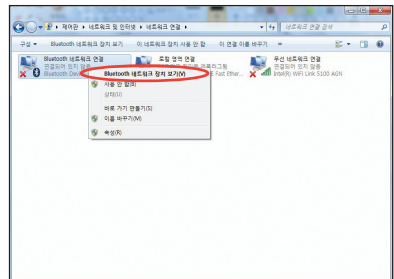 제어판 ▸ 네트워크 및 인터넷 ▸ 네트워크 연결 ▸
네트워크 연결 검색
구성 ▾ Bluetooth 네트워크 장치 보기 이 네트워크 장치 사용 안 함 이 연결 이름 바꾸기 »
Bluetooth 네트워크 연결
연결되어 있지 않음
Bluetooth
로컬 영역 연결
E Fast Ether...
무선 네트워크 연결
연결되어 있지 않음
Intel(R) WiFi Link 5100 AGN
Bluetooth 네트워크 장치 보기(V)
사용 안 함(B)
상태(U)
바로 가기 만들기(S)
이름 바꾸기(M)
속성(R)